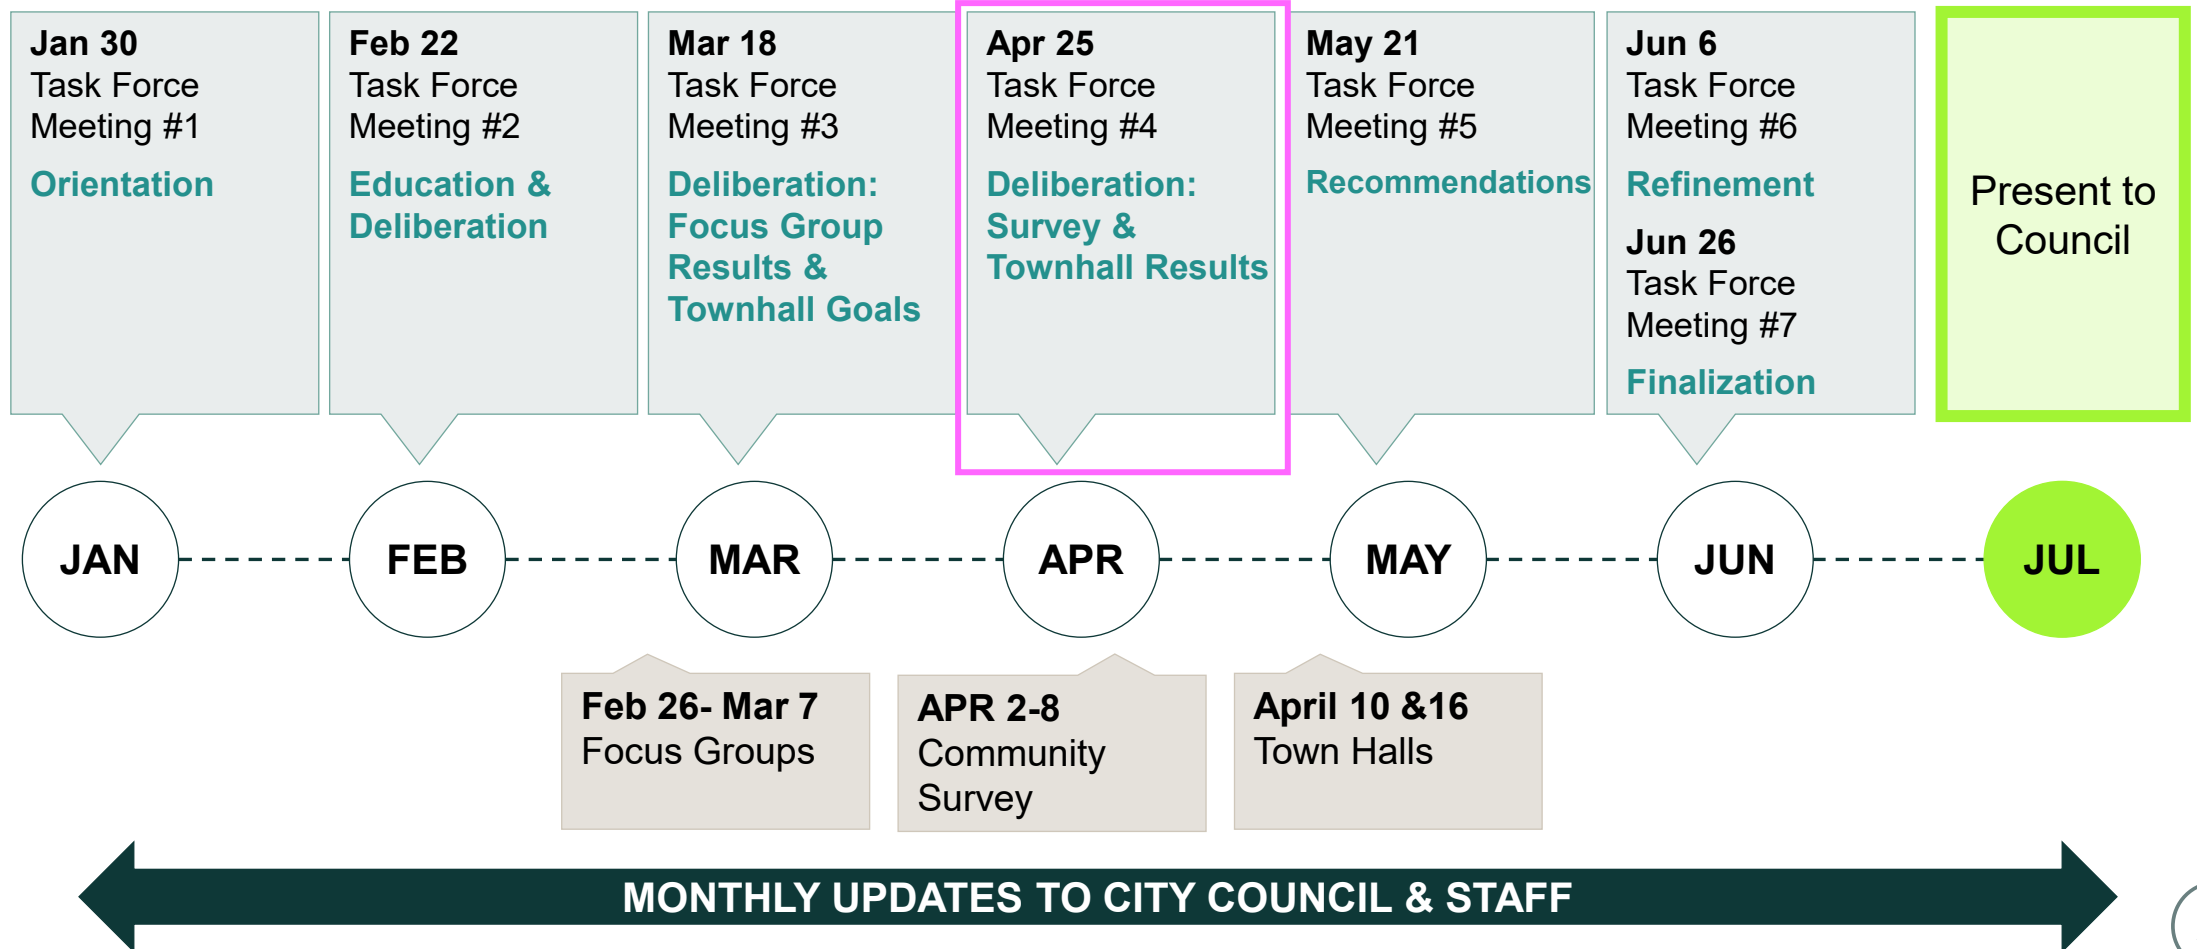 Jan 30
Task Force
Meeting #1
Orientation
Feb 22
Task Force
Meeting #2
Education &
Deliberation
Mar 18
Task Force
Meeting #3
Deliberation:
Focus Group
Results &
Townhall Goals
Apr 25
Task Force
Meeting #4
Deliberation:
Survey &
Townhall Results
May 21
Task Force
Meeting #5
Recommendations
Jun 6
Task Force
Meeting #6
Refinement
Jun 26
Task Force
Meeting #7
Finalization
Present to
Council
JAN
FEB
MAR
APR
MAY
JUN
JUL
Feb 26- Mar 7
Focus Groups
APR 2-8
Community
Survey
April 10 &16
Town Halls
MONTHLY UPDATES TO CITY COUNCIL & STAFF